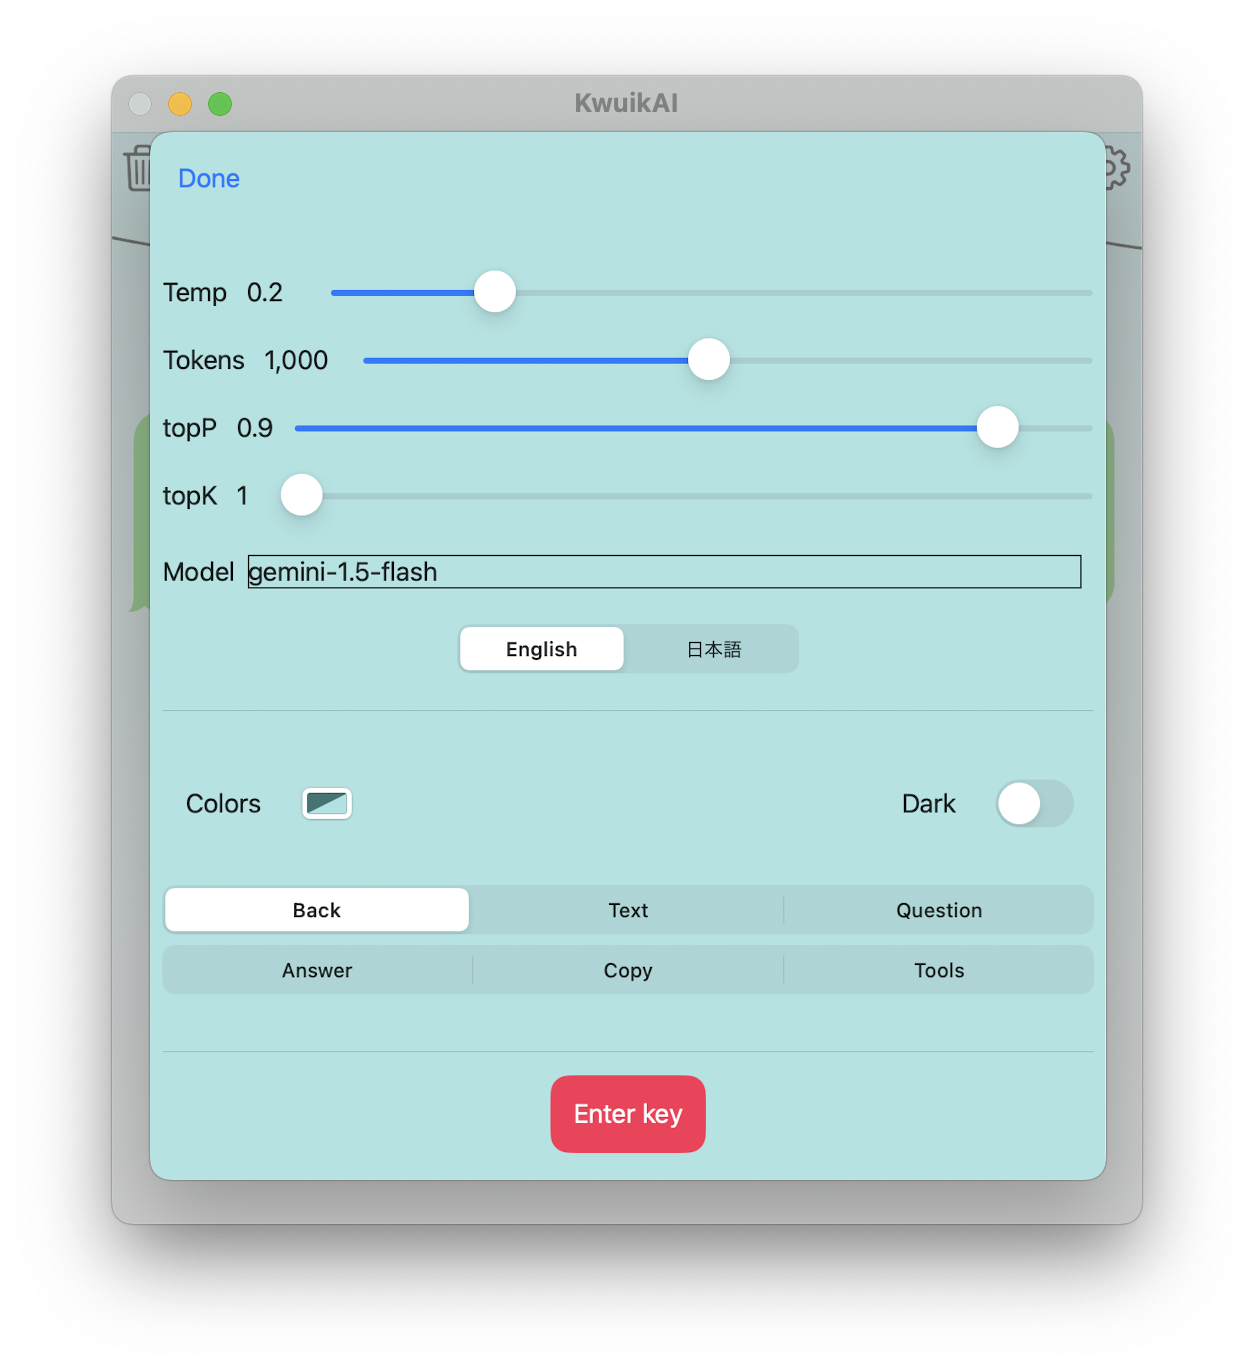 KwuikAI
Done
Temp 0.2
Tokens 1,000
topP 0.9
topK 1
Model gemini-1.5-flash
English 日本語
Colors Dark
Back Text Question
Answer Copy Tools
Enter key